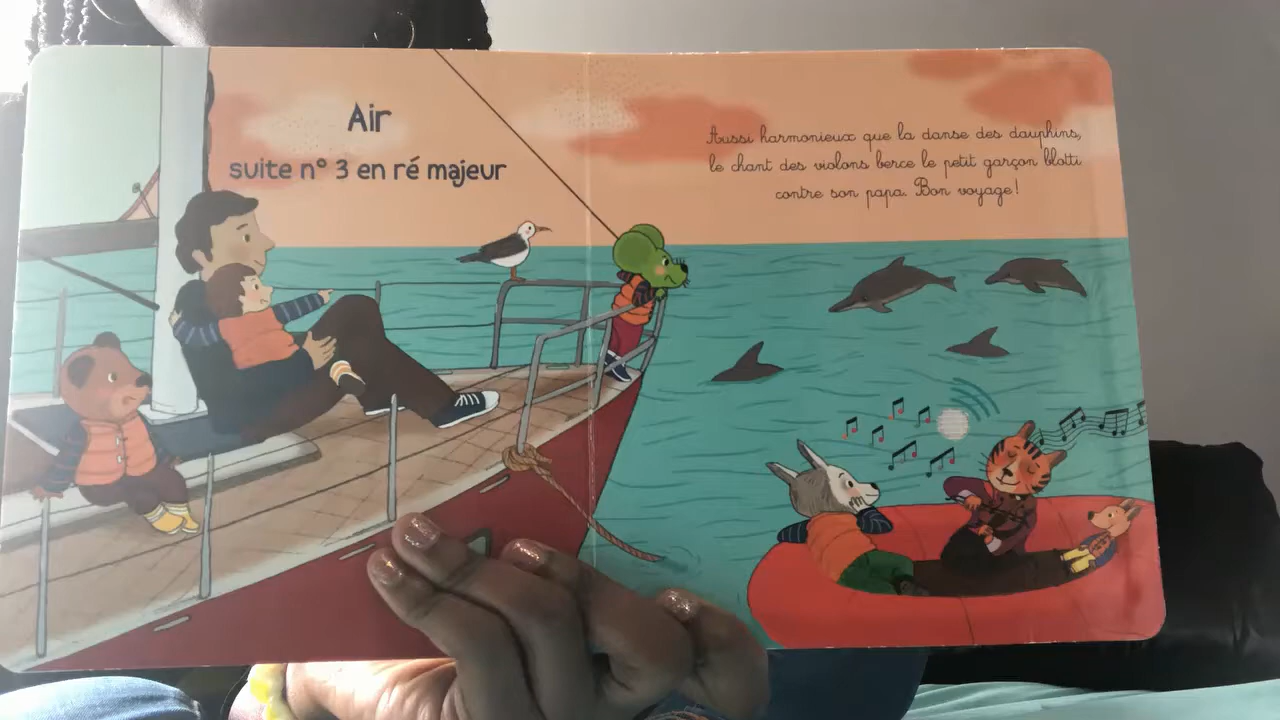 Air
suite n° 3 en ré majeur
Aussi harmonieux que la danse des dauphins,
le chant des violons berce le petit garçon blotti
contre son papa. Bon voyage !